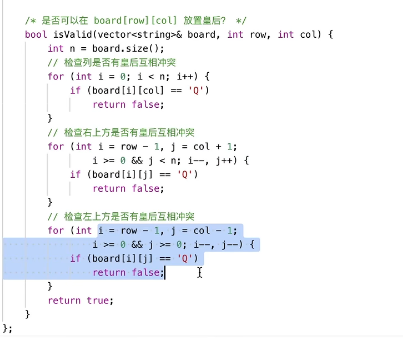 /* 是否可以在 board[row][col] 放置皇后？ */
bool isValid(vector<string>& board, int row, int col) {
int n = board.size();
// 检查列是否有皇后互相冲突
for (int i = 0; i < n; i++) {
if (board[i][col] == 'Q')
return false;
}
// 检查右上方是否有皇后互相冲突
for (int i = row - 1, j = col + 1;
i >= 0 && j < n; i--, j++) {
if (board[i][j] == 'Q')
return false;
}
// 检查左上方是否有皇后互相冲突
for (int i = row - 1, j = col - 1;
i >= 0 && j >= 0; i--, j--) {
if (board[i][j] == 'Q')
return false;
}
return true;
}
};